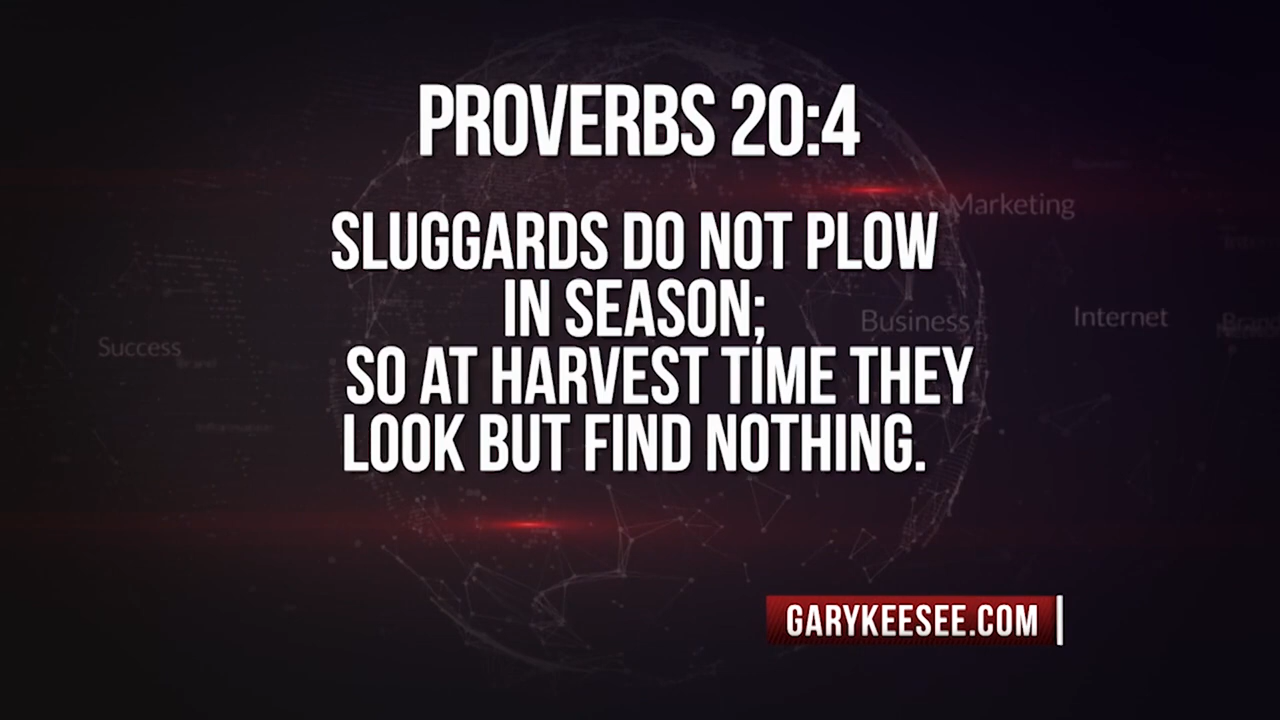 PROVERBS 20:4
SLUGGARDS DO NOT PLOW
IN SEASON;
SO AT HARVEST TIME THEY
LOOK BUT FIND NOTHING.
Marketing
Business
Internet
Success
GARYKEESEE.COM